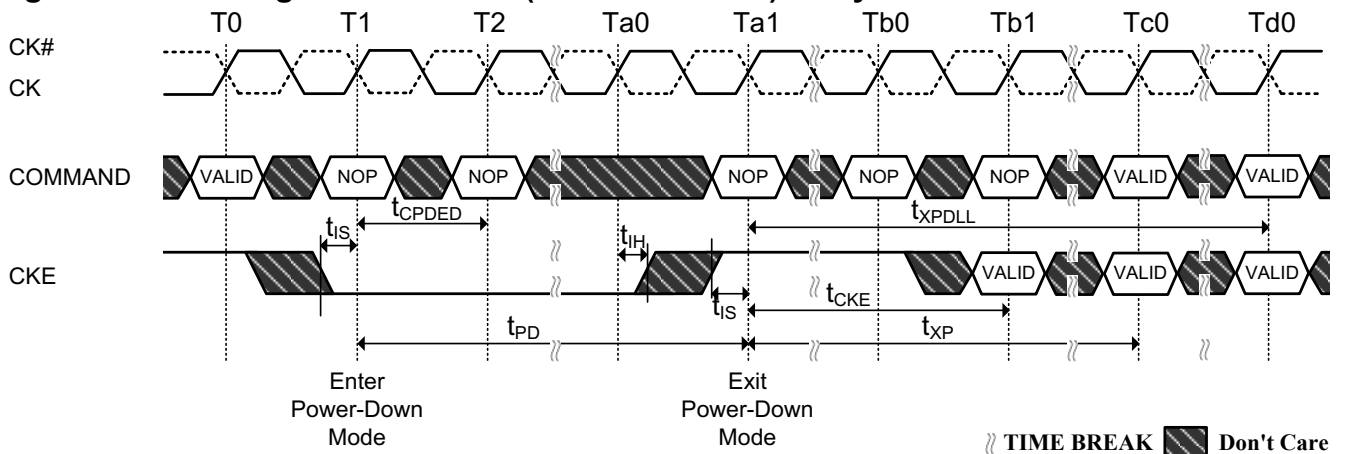 T0 T1 T2 Ta0 Ta1 Tb0 Tb1 Tc0 Td0
CK#
CK
COMMAND VALID NOP NOP NOP NOP NOP VALID VALID
tCPDED tXPDLL
tIS tIH
CKE VALID VALID VALID
tIS tCKE
tPD tXP
Enter Power-Down Mode
Exit Power-Down Mode
TIME BREAK Don't Care